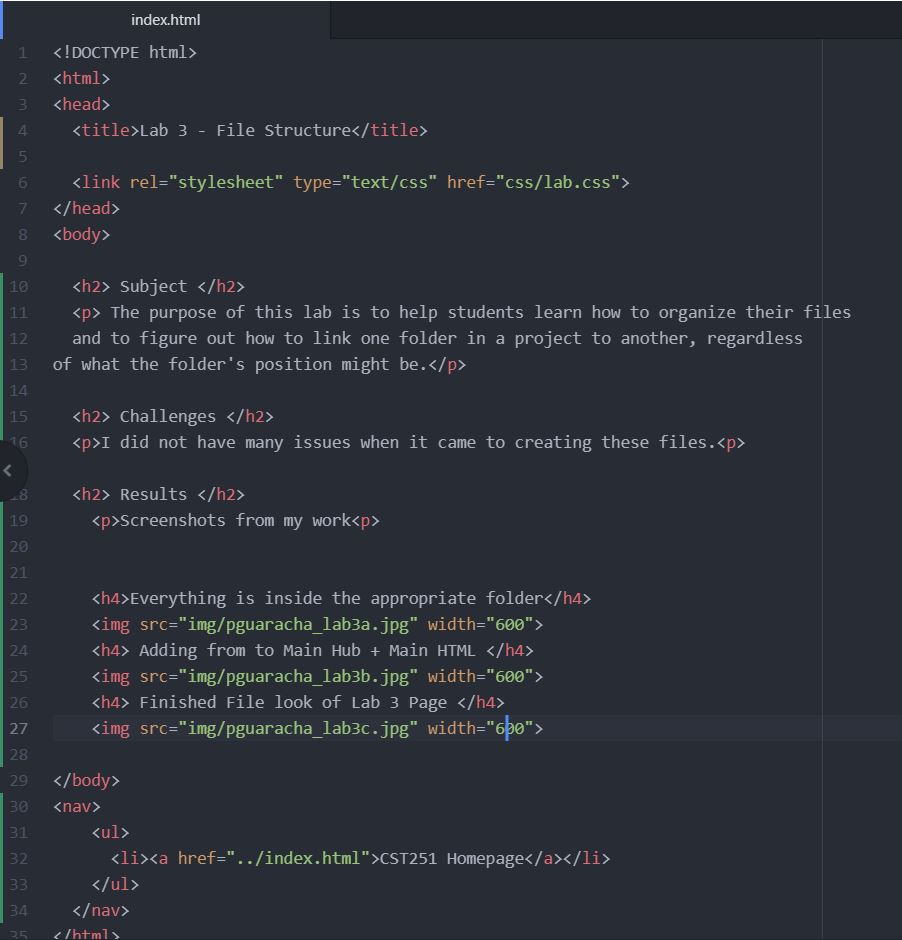 index.html
1 <!DOCTYPE html>
2 <html>
3 <head>
4   <title>Lab 3 - File Structure</title>
5
6   <link rel="stylesheet" type="text/css" href="css/lab.css">
7 </head>
8 <body>
9
10   <h2> Subject </h2>
11   <p> The purpose of this lab is to help students learn how to organize their files
12   and to figure out how to link one folder in a project to another, regardless
13 of what the folder's position might be.</p>
14
15   <h2> Challenges </h2>
16   <p>I did not have many issues when it came to creating these files.<p>

18   <h2> Results </h2>
19     <p>Screenshots from my work<p>
20
21
22     <h4>Everything is inside the appropriate folder</h4>
23     <img src="img/pguaracha_lab3a.jpg" width="600">
24     <h4> Adding from to Main Hub + Main HTML </h4>
25     <img src="img/pguaracha_lab3b.jpg" width="600">
26     <h4> Finished File look of Lab 3 Page </h4>
27     <img src="img/pguaracha_lab3c.jpg" width="600">
28
29 </body>
30 <nav>
31     <ul>
32       <li><a href="../index.html">CST251 Homepage</a></li>
33     </ul>
34   </nav>
35 </html>